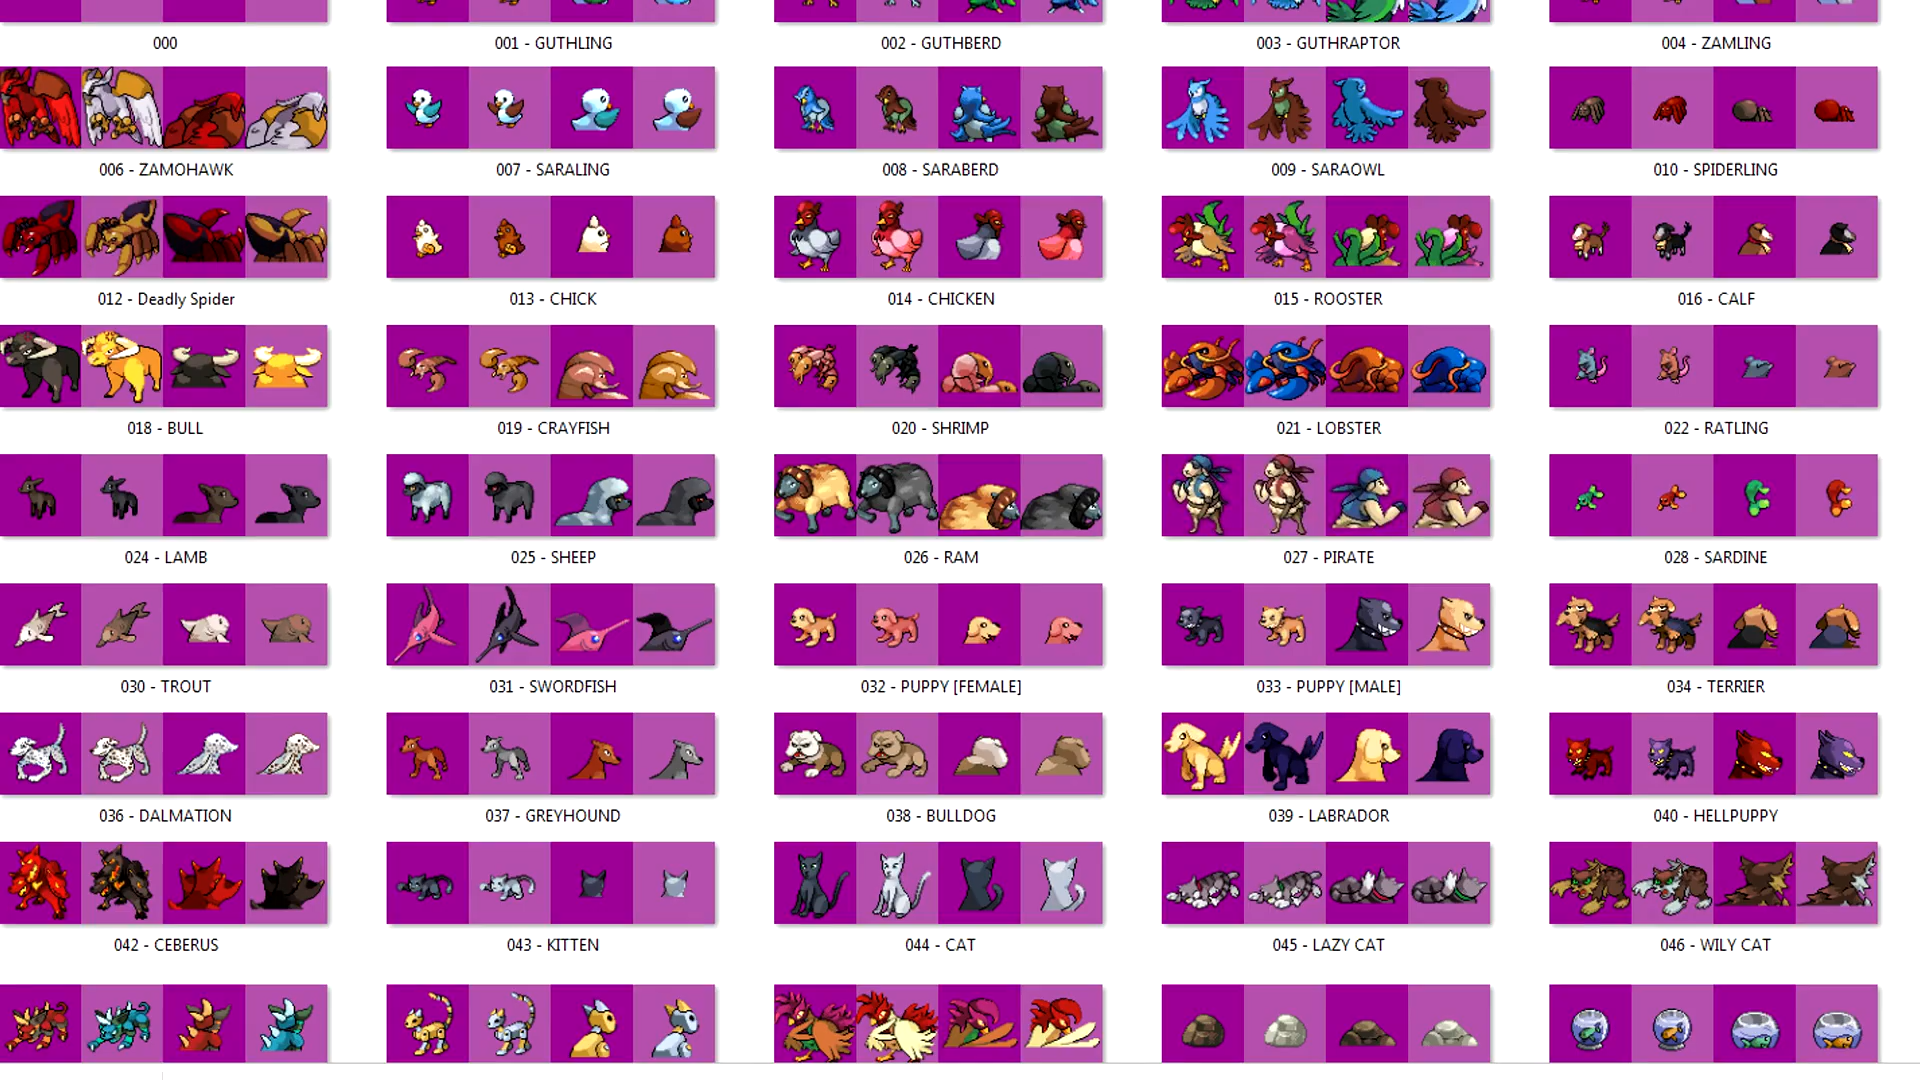 000
001 - GUTHLING
002 - GUTHBERD
003 - GUTHRAPTOR
004 - ZAMLING
006 - ZAMOHAWK
007 - SARALING
008 - SARABERD
009 - SARAOWL
010 - SPIDERLING
012 - Deadly Spider
013 - CHICK
014 - CHICKEN
015 - ROOSTER
016 - CALF
018 - BULL
019 - CRAYFISH
020 - SHRIMP
021 - LOBSTER
022 - RATLING
024 - LAMB
025 - SHEEP
026 - RAM
027 - PIRATE
028 - SARDINE
030 - TROUT
031 - SWORDFISH
032 - PUPPY [FEMALE]
033 - PUPPY [MALE]
034 - TERRIER
036 - DALMATION
037 - GREYHOUND
038 - BULLDOG
039 - LABRADOR
040 - HELLPUPPY
042 - CEBERUS
043 - KITTEN
044 - CAT
045 - LAZY CAT
046 - WILY CAT